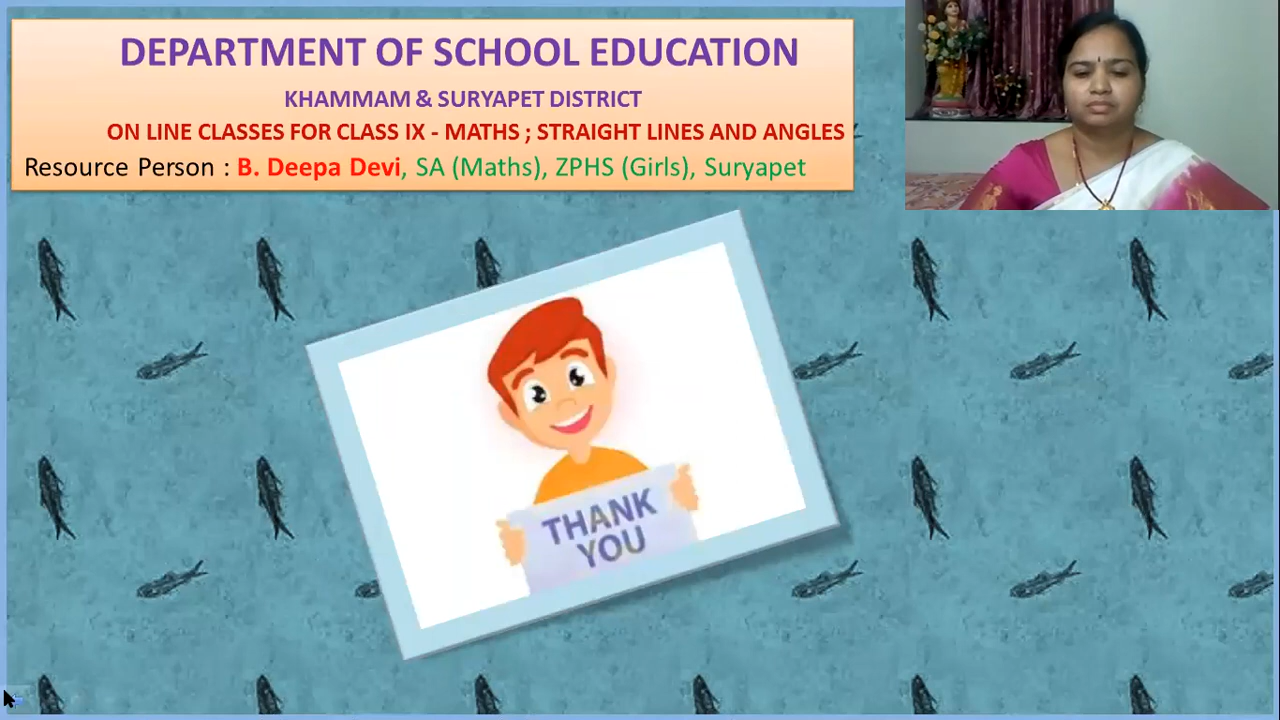 DEPARTMENT OF SCHOOL EDUCATION
KHAMMAM & SURYAPET DISTRICT
ON LINE CLASSES FOR CLASS IX - MATHS ; STRAIGHT LINES AND ANGLES
Resource Person : B. Deepa Devi, SA (Maths), ZPHS (Girls), Suryapet
THANK
YOU